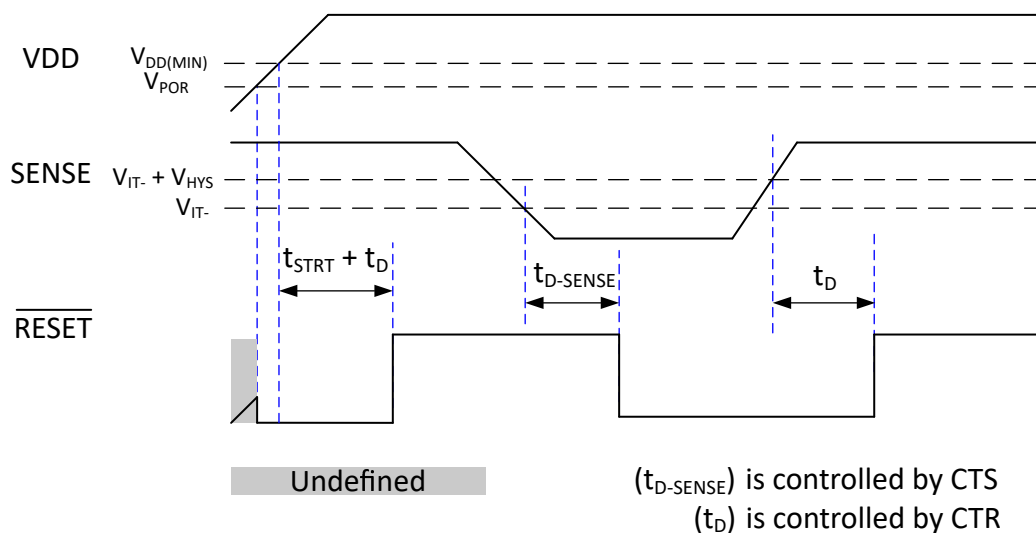 VDD
V_DD(MIN)
V_POR
SENSE
V_IT- + V_HYS
V_IT-
t_STRT + t_D
t_D-SENSE
t_D
RESET
Undefined
(t_D-SENSE) is controlled by CTS
(t_D) is controlled by CTR